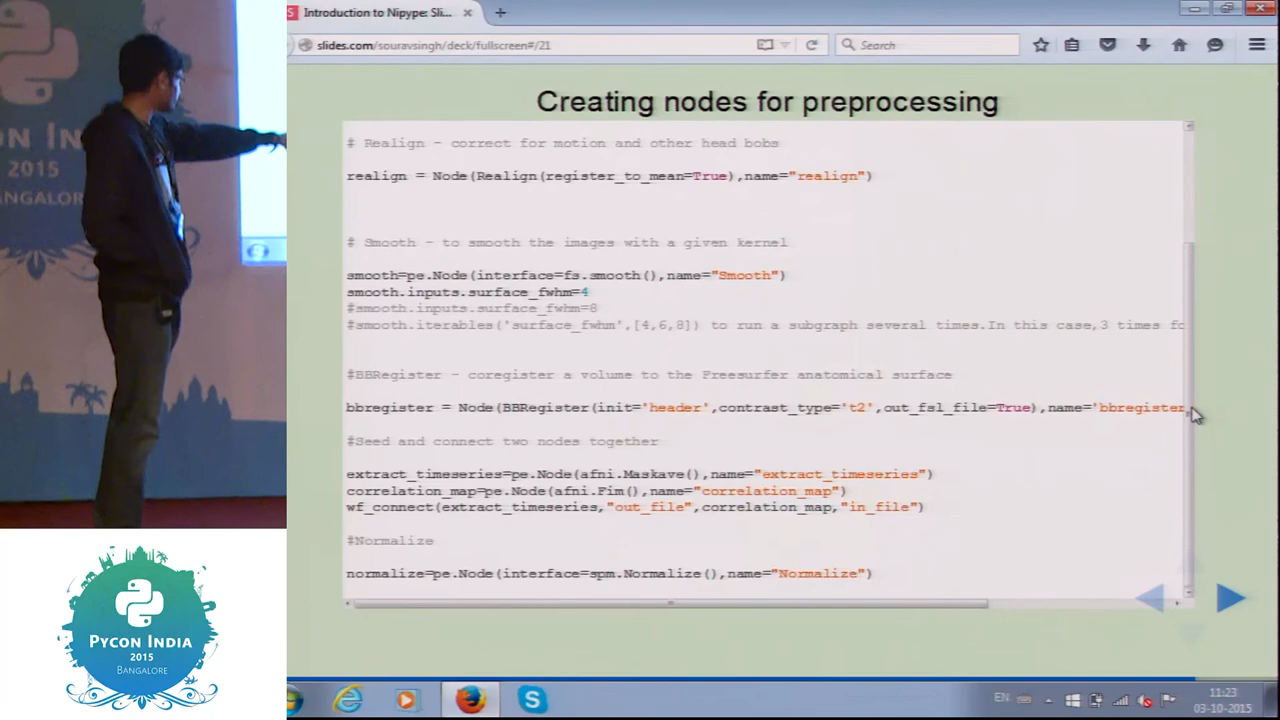 Introduction to Nipype: Sli...
slides.com/souravsingh/deck/fullscreen#/21
Search
Creating nodes for preprocessing
# Realign - correct for motion and other head bobs
realign = Node(Realign(register_to_mean=True),name="realign")
# Smooth - to smooth the images with a given kernel
smooth=pe.Node(interface=fs.smooth(),name="Smooth")
smooth.inputs.surface_fwhm=4
#smooth.inputs.surface_fwhm=8
#smooth.iterables('surface_fwhm',[4,6,8]) to run a subgraph several times.In this case,3 times fo
#BBRegister - coregister a volume to the Freesurfer anatomical surface
bbregister = Node(BBRegister(init='header',contrast_type='t2',out_fsl_file=True),name='bbregister
#Seed and connect two nodes together
extract_timeseries=pe.Node(afni.Maskave(),name="extract_timeseries")
correlation_map=pe.Node(afni.Fim(),name="correlation_map")
wf_connect(extract_timeseries,"out_file",correlation_map,"in_file")
#Normalize
normalize=pe.Node(interface=spm.Normalize(),name="Normalize")
EN
11:23
03-10-2015
2015
BANGALORE
PYCON INDIA
2015
BANGALORE